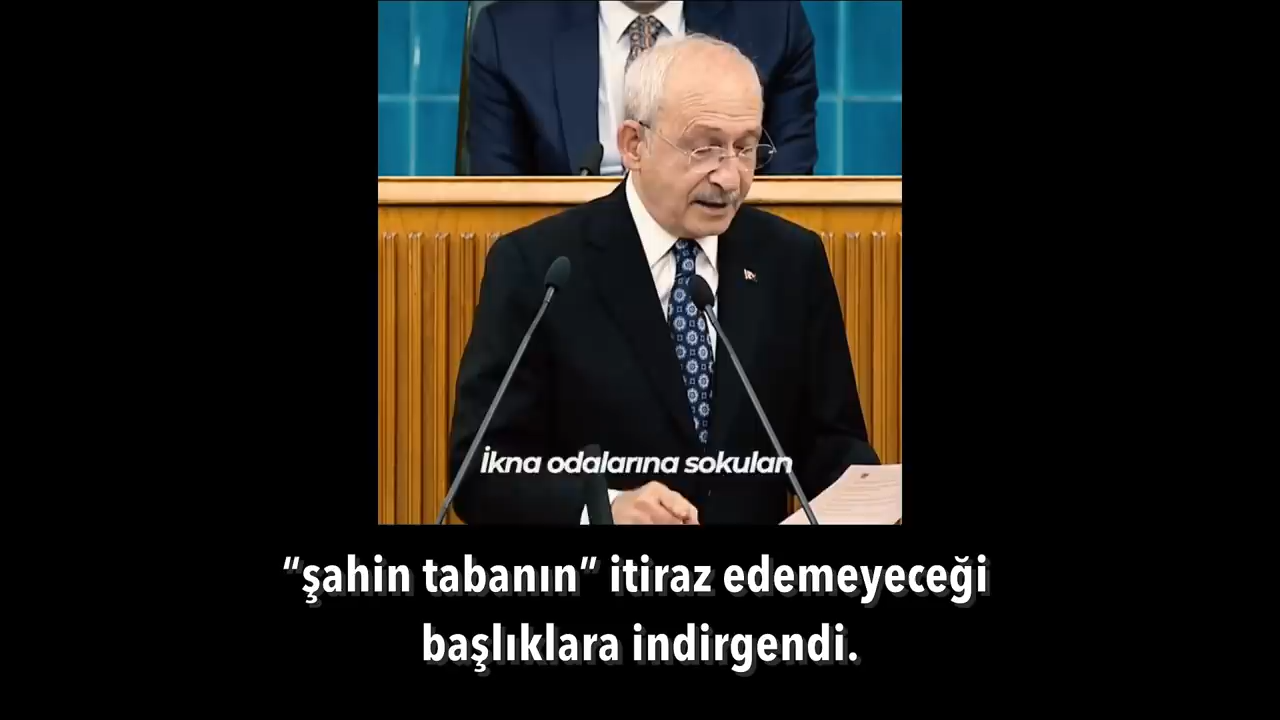 İkna odalarına sokulan
“şahin tabanın” itiraz edemeyeceği
başlıklara indirgendi.